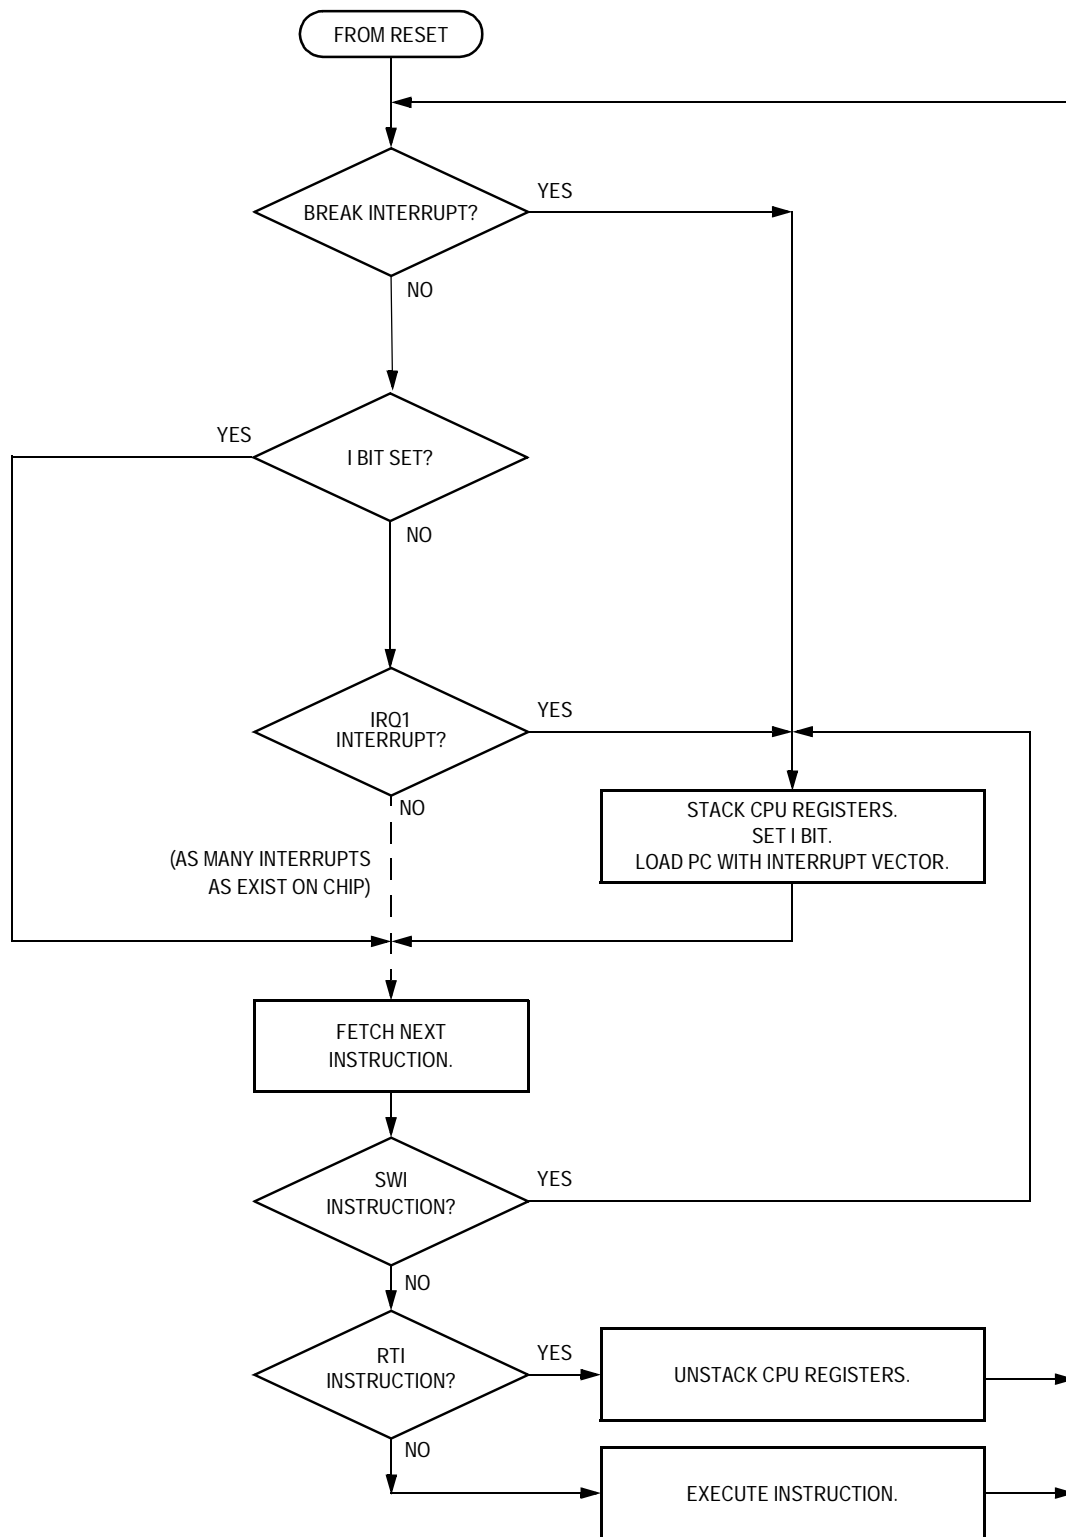 FROM RESET
BREAK INTERRUPT?
YES
NO
YES
I BIT SET?
NO
IRQ1
INTERRUPT?
YES
NO
(AS MANY INTERRUPTS
AS EXIST ON CHIP)
STACK CPU REGISTERS.
SET I BIT.
LOAD PC WITH INTERRUPT VECTOR.
FETCH NEXT
INSTRUCTION.
SWI
INSTRUCTION?
YES
NO
RTI
INSTRUCTION?
YES
UNSTACK CPU REGISTERS.
NO
EXECUTE INSTRUCTION.